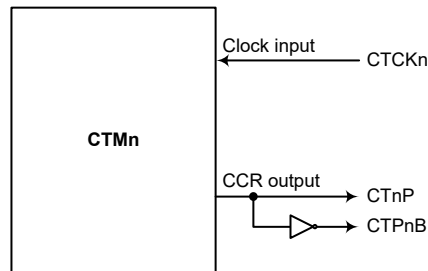 Clock input
CTCKn
CTMn
CCR output
CTnP
CTPnB